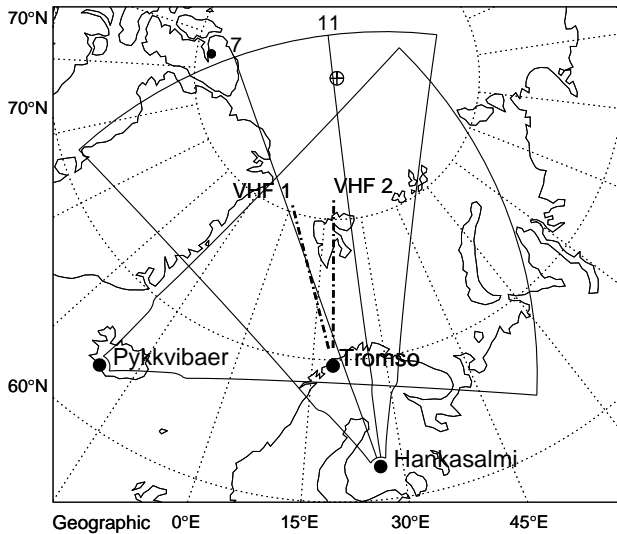 70°N
7
11
70°N
VHF 1
VHF 2
Pykkvibaer
Tromso
60°N
Hankasalmi
Geographic
0°E
15°E
30°E
45°E